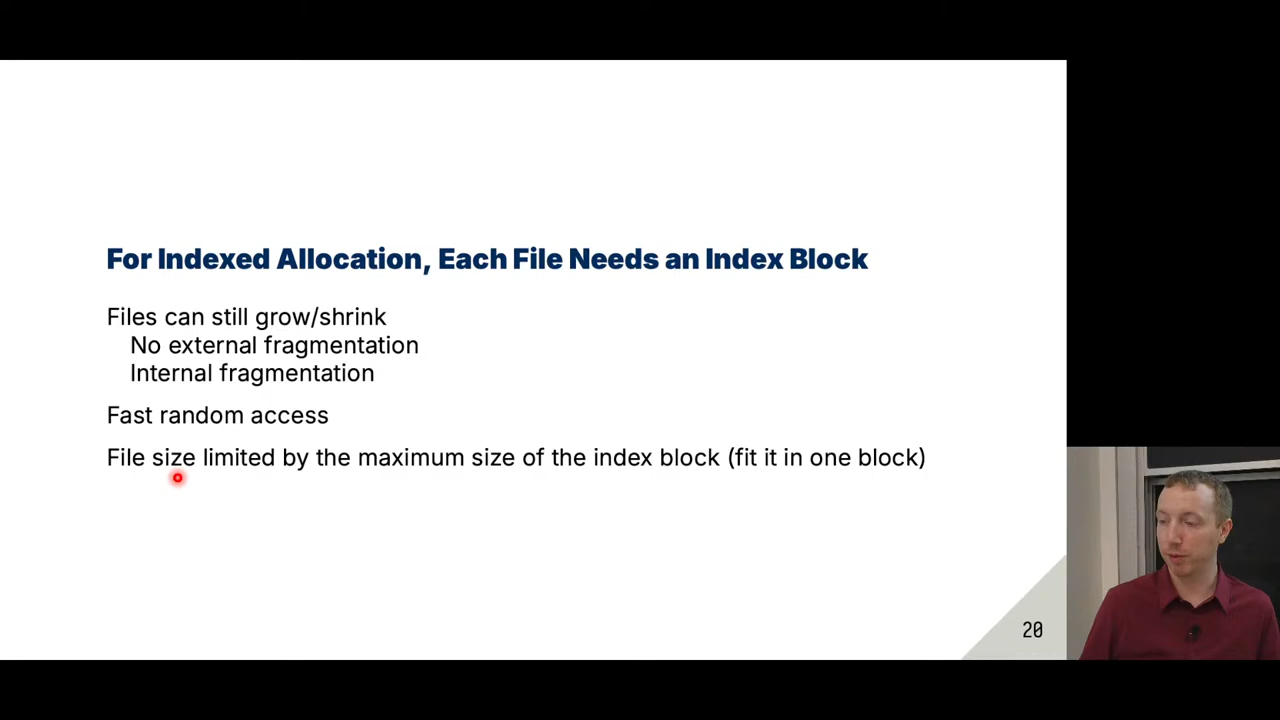 For Indexed Allocation, Each File Needs an Index Block
Files can still grow/shrink
No external fragmentation
Internal fragmentation
Fast random access
File size limited by the maximum size of the index block (fit it in one block)
20